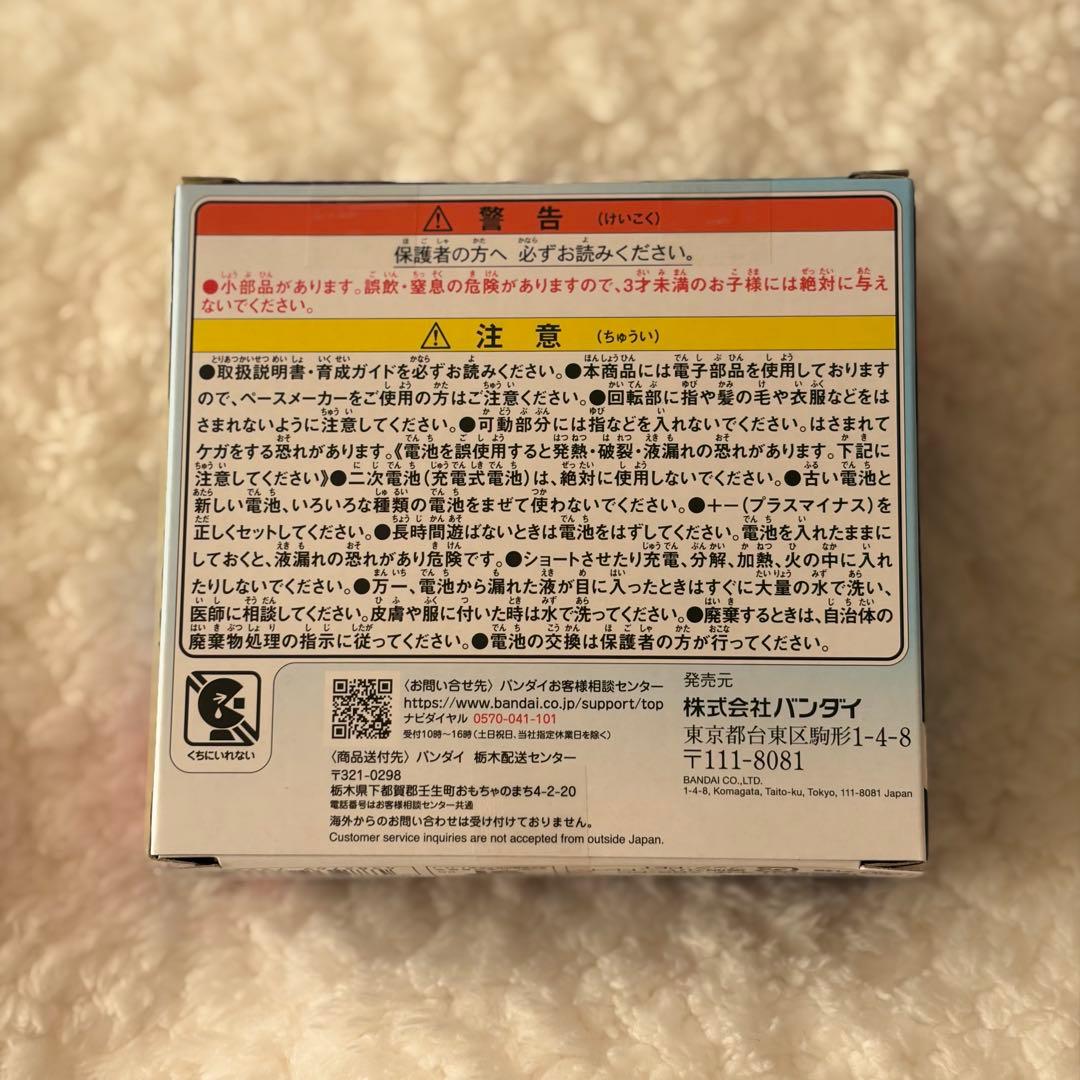 警告 (けいこく)
保護者の方へ 必ずお読みください。
●小部品があります。誤飲・窒息の危険がありますので、3才未満のお子様には絶対に与え
ないでください。
注意 (ちゅうい)
●取扱説明書・育成ガイドを必ずお読みください。●本商品には電子部品を使用しております
ので、ペースメーカーをご使用の方はご注意ください。●回転部に指や髪の毛や衣服などをは
さまれないように注意してください。●可動部分には指などを入れないでください。はさまれて
ケガをする恐れがあります。《電池を誤使用すると発熱・破裂・液漏れの恐れがあります。下記に
注意してください》●二次電池(充電式電池)は、絶対に使用しないでください。●古い電池と
新しい電池、いろいろな種類の電池をまぜて使わないでください。●+-(プラスマイナス)を
正しくセットしてください。●長時間遊ばないときは電池をはずしてください。電池を入れたままに
しておくと、液漏れの恐れがあり危険です。●ショートさせたり充電、分解、加熱、火の中に入れ
たりしないでください。●万一、電池から漏れた液が目に入ったときはすぐに大量の水で洗い、
医師に相談してください。皮膚や服に付いた時は水で洗ってください。●廃棄するときは、自治体の
廃棄物処理の指示に従ってください。●電池の交換は保護者の方が行ってください。
くちにいれない
〈お問い合せ先〉バンダイお客様相談センター
https://www.bandai.co.jp/support/top
ナビダイヤル 0570-041-101
受付10時～16時(土日祝日、当社指定休業日を除く)
〈商品送付先〉バンダイ 栃木配送センター
〒321-0298
栃木県下都賀郡壬生町おもちゃのまち4-2-20
電話番号はお客様相談センター共通
海外からのお問い合わせは受け付けておりません。
Customer service inquiries are not accepted from outside Japan.
発売元
株式会社バンダイ
東京都台東区駒形1-4-8
〒111-8081
BANDAI CO.,LTD.
1-4-8, Komagata, Taito-ku, Tokyo, 111-8081 Japan